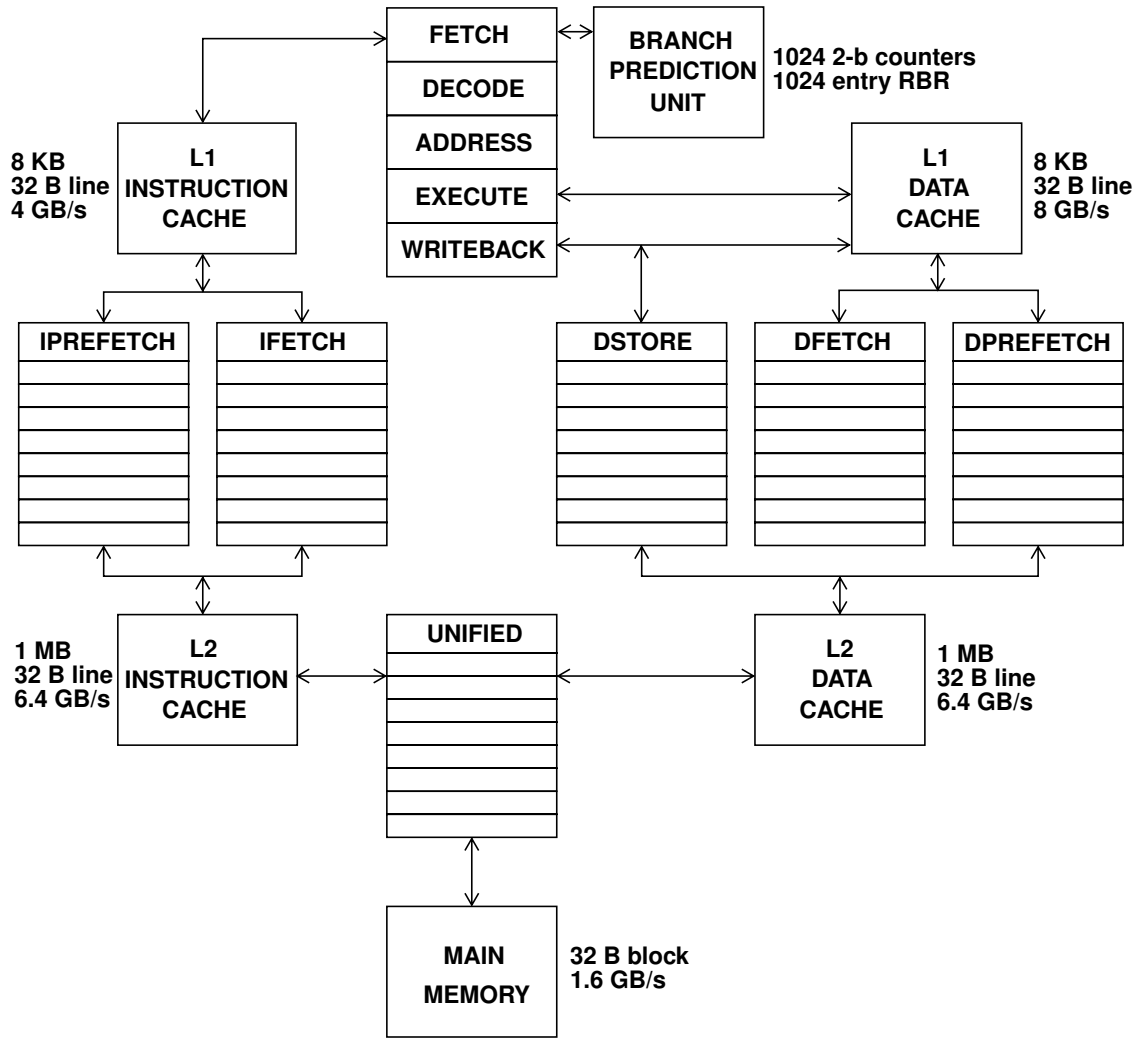 FETCH
DECODE
ADDRESS
EXECUTE
WRITEBACK
BRANCH
PREDICTION
UNIT
1024 2-b counters
1024 entry RBR
8 KB
32 B line
4 GB/s
L1
INSTRUCTION
CACHE
L1
DATA
CACHE
8 KB
32 B line
8 GB/s
IPREFETCH
IFETCH
DSTORE
DFETCH
DPREFETCH
1 MB
32 B line
6.4 GB/s
L2
INSTRUCTION
CACHE
UNIFIED
L2
DATA
CACHE
1 MB
32 B line
6.4 GB/s
MAIN
MEMORY
32 B block
1.6 GB/s